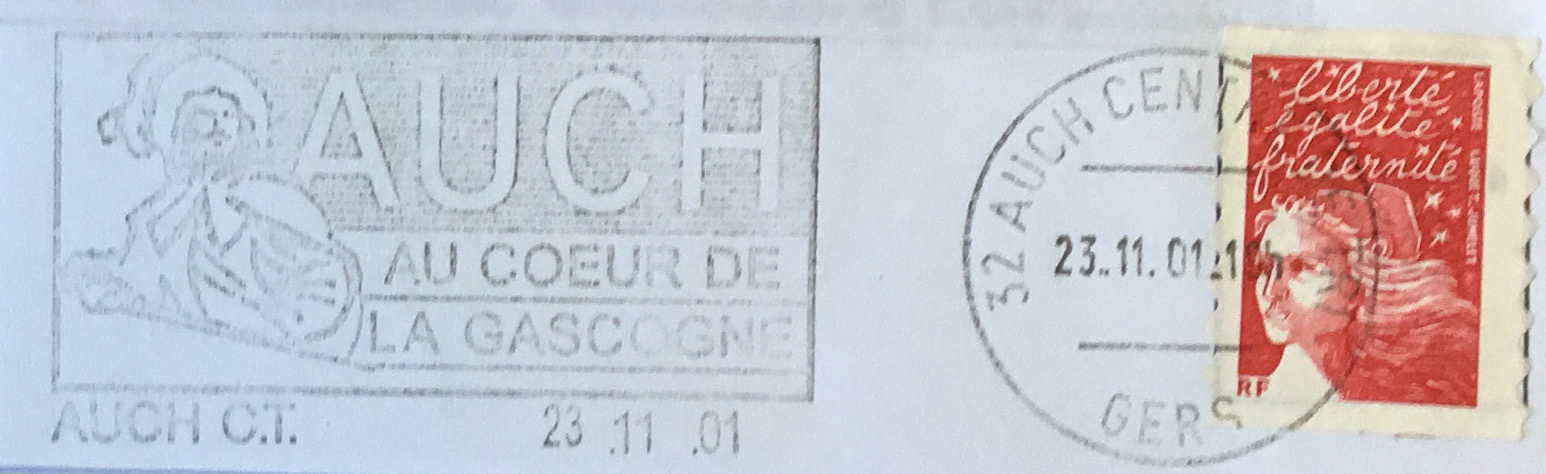 AUCH
AU COEUR DE
LA GASCOGNE
AUCH C.T. 23 .11 .01
32 AUCH CENT
23.11.01
GERS
liberté
égalité
fraternité
RF
LAPOSTE